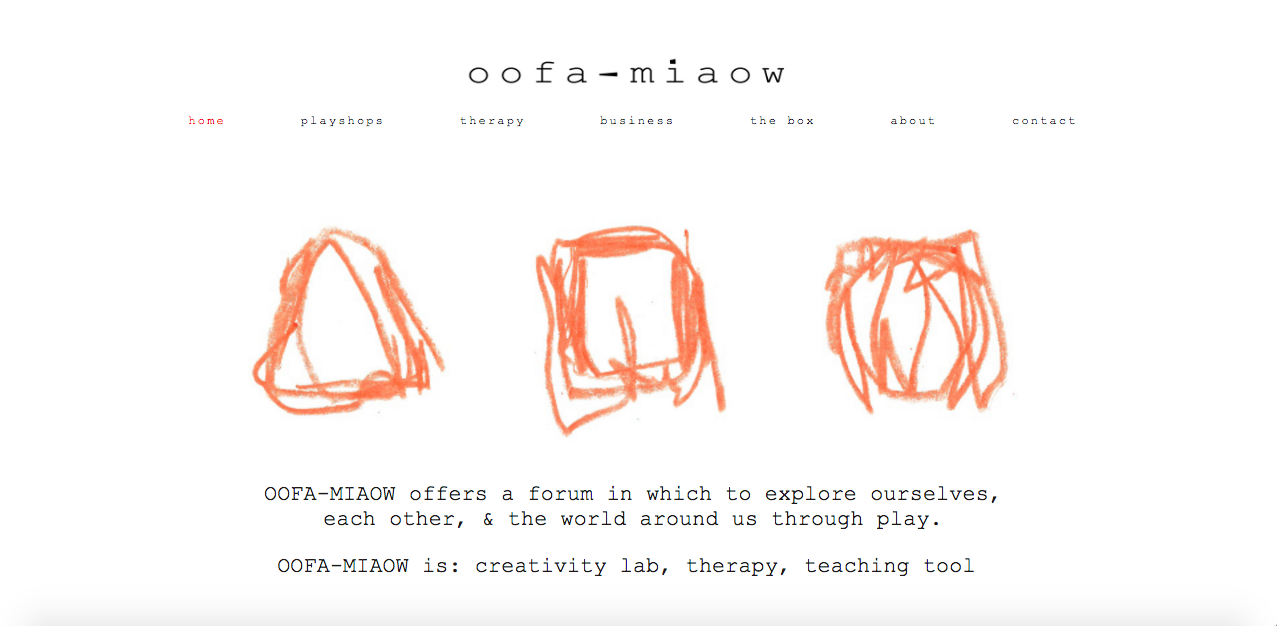 oofa-miaow
home playshops therapy business the box about contact
OOFA-MIAOW offers a forum in which to explore ourselves,
each other, & the world around us through play.
OOFA-MIAOW is: creativity lab, therapy, teaching tool